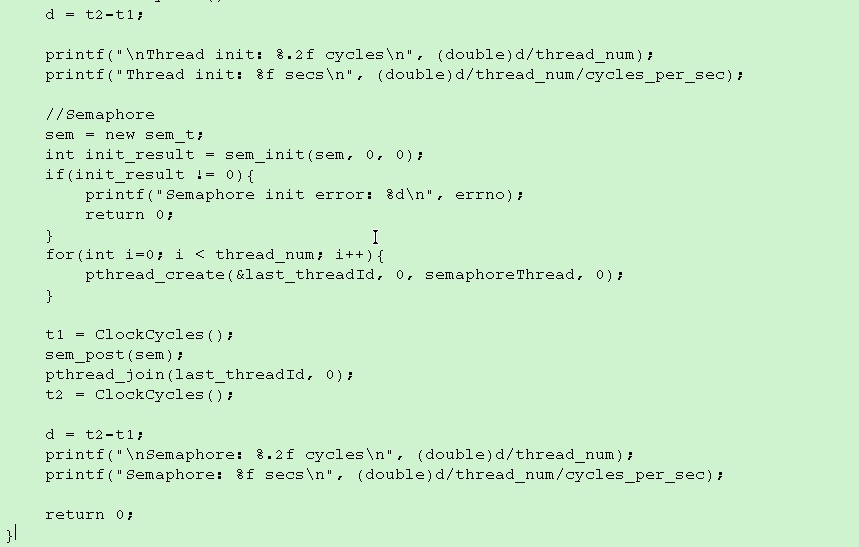 d = t2-t1;
printf("\nThread init: %.2f cycles\n", (double)d/thread_num);
printf("Thread init: %f secs\n", (double)d/thread_num/cycles_per_sec);
//Semaphore
sem = new sem_t;
int init_result = sem_init(sem, 0, 0);
if(init_result != 0){
printf("Semaphore init error: %d\n", errno);
return 0;
}
for(int i=0; i < thread_num; i++){
pthread_create(&last_threadId, 0, semaphoreThread, 0);
}
t1 = ClockCycles();
sem_post(sem);
pthread_join(last_threadId, 0);
t2 = ClockCycles();
d = t2-t1;
printf("\nSemaphore: %.2f cycles\n", (double)d/thread_num);
printf("Semaphore: %f secs\n", (double)d/thread_num/cycles_per_sec);
return 0;
}